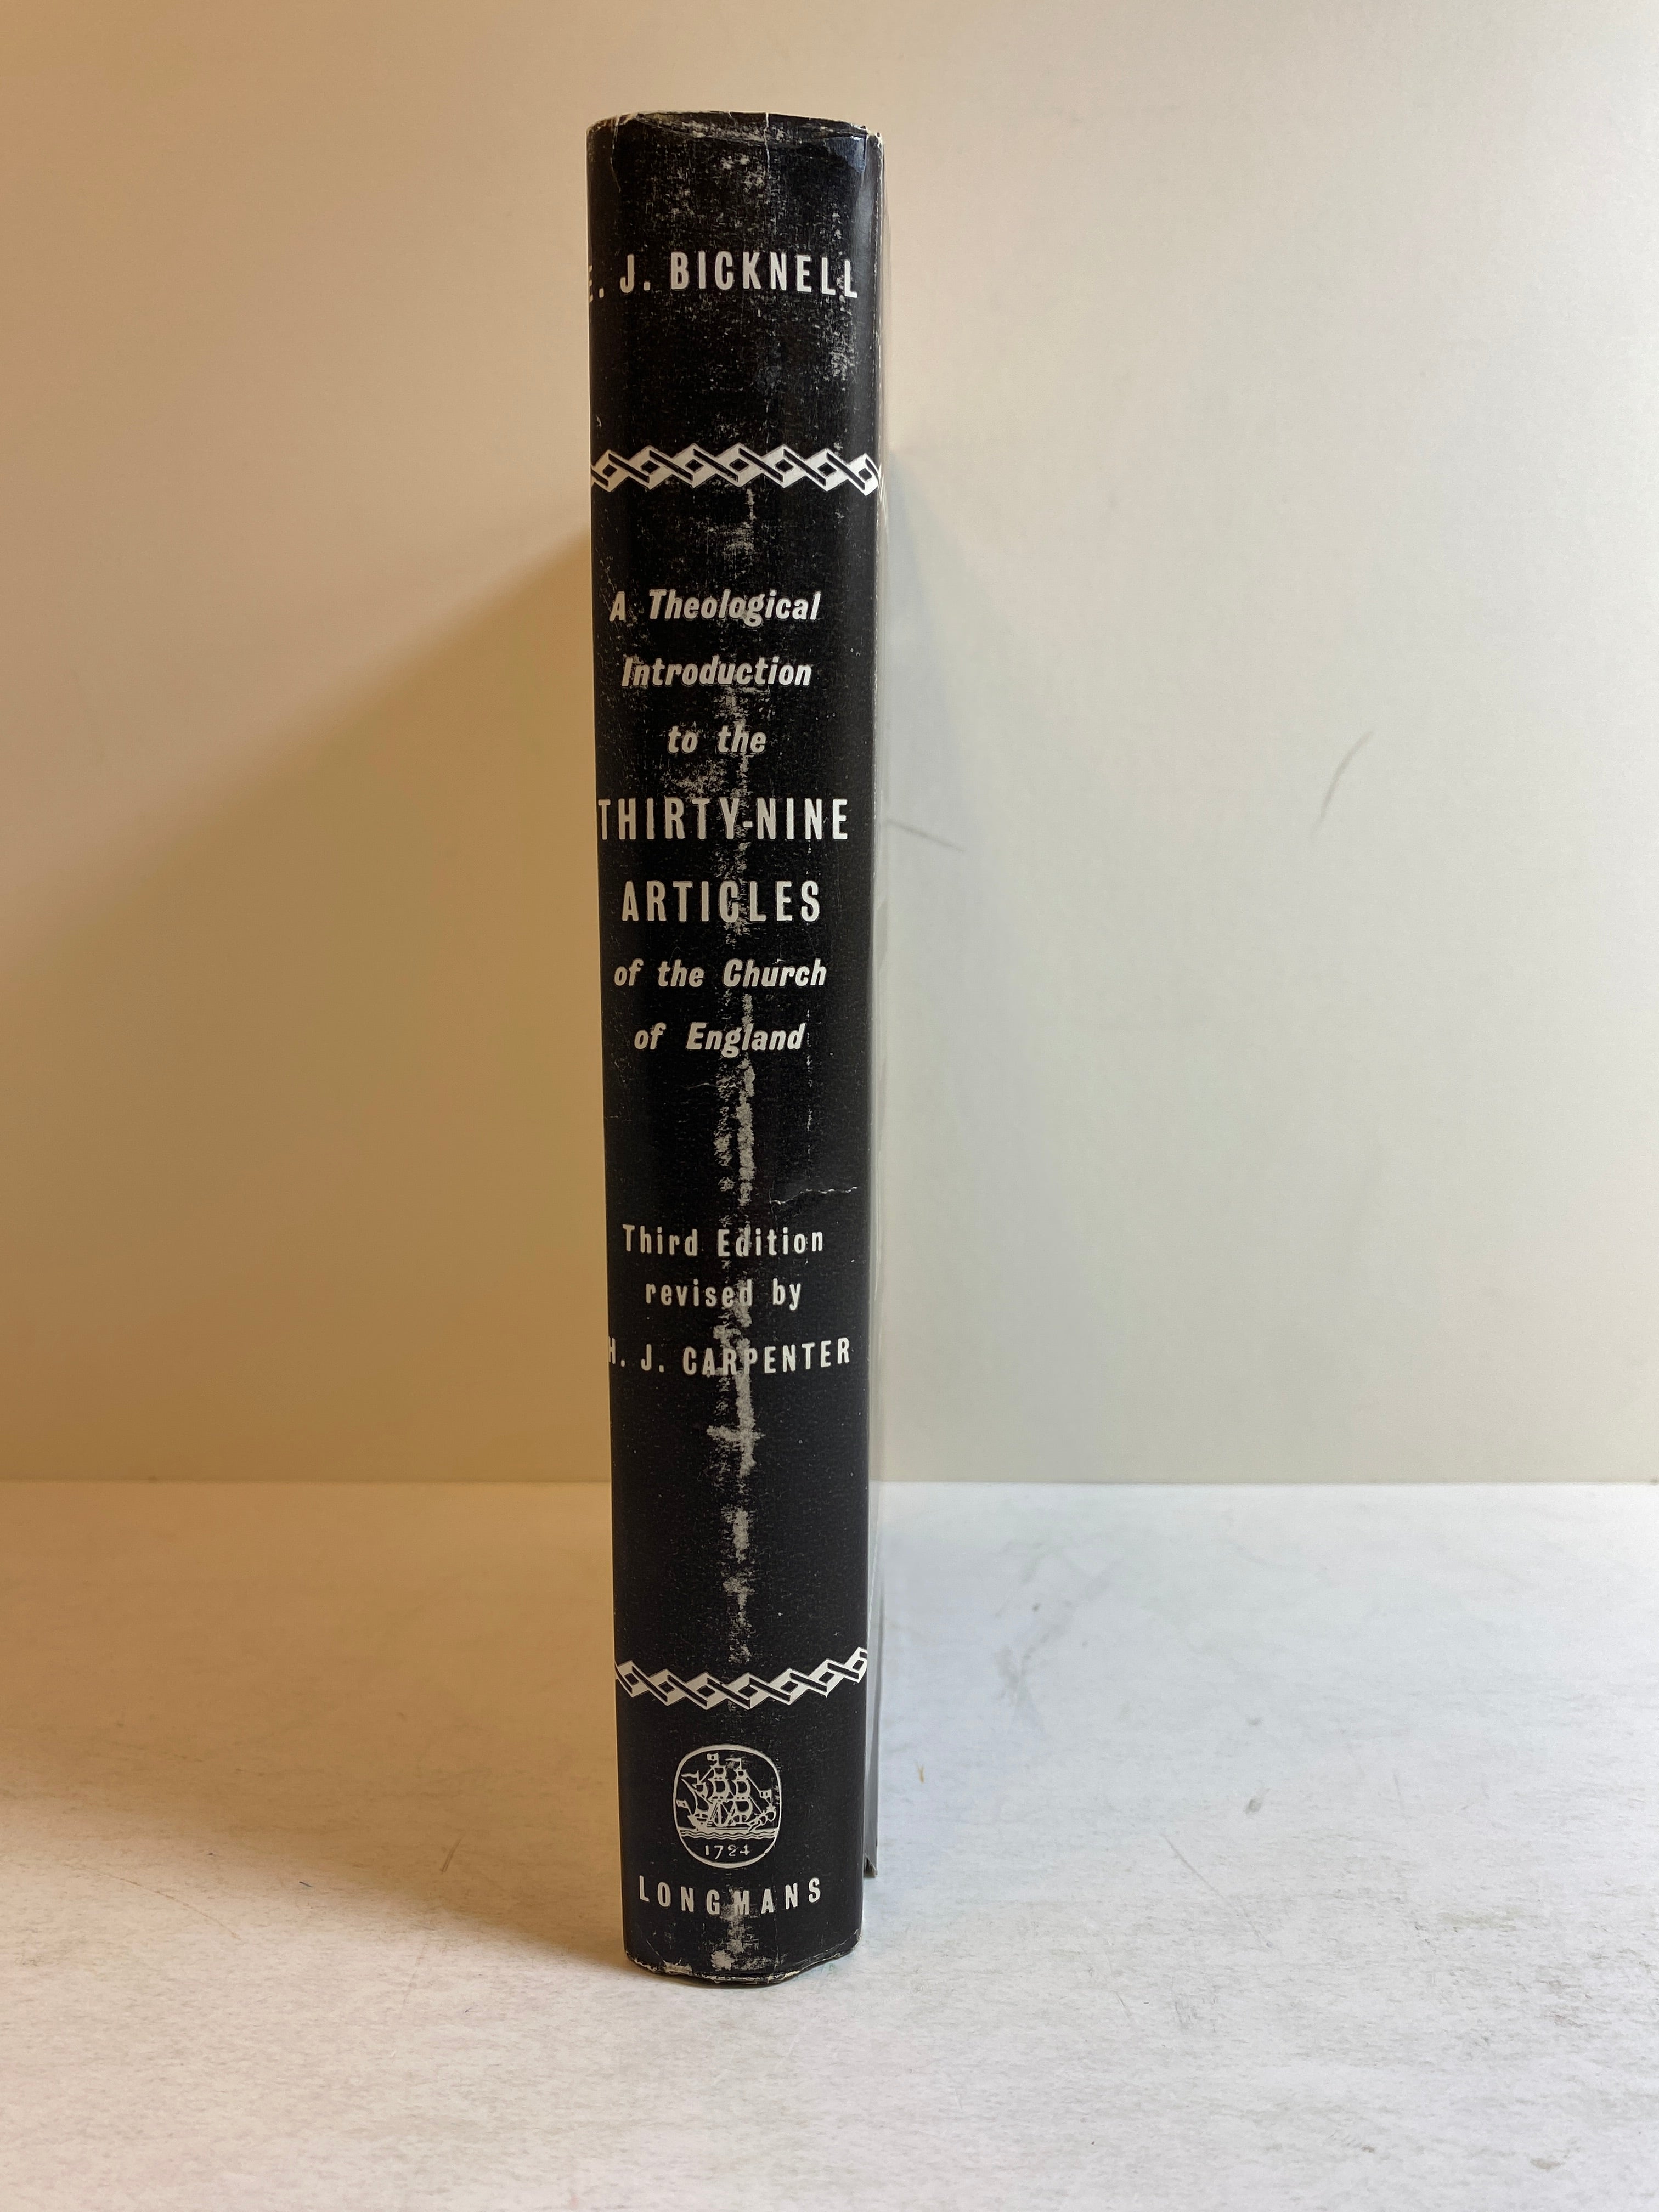 E. J. BICKNELL
A Theological
Introduction
to the
THIRTY-NINE
ARTICLES
of the Church
of England
Third Edition
revised by
H. J. CARPENTER
1724
LONGMANS